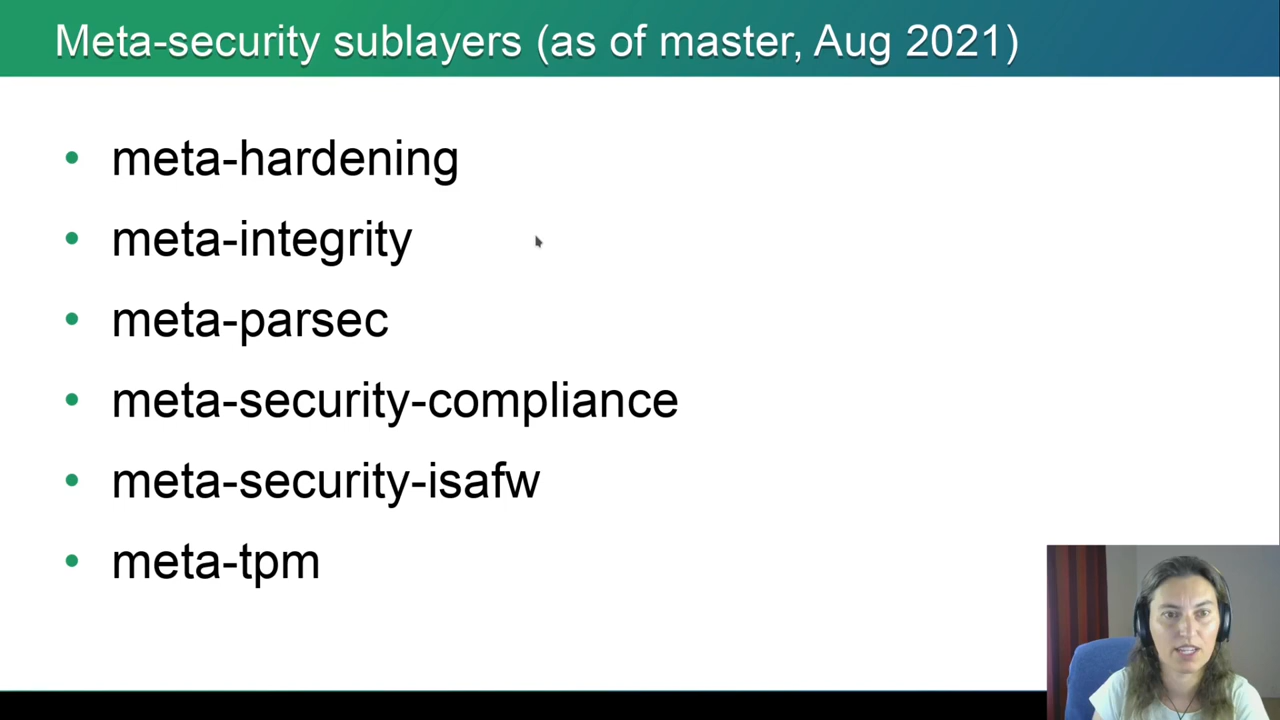 Meta-security sublayers (as of master, Aug 2021)
• meta-hardening
• meta-integrity
• meta-parsec
• meta-security-compliance
• meta-security-isafw
• meta-tpm